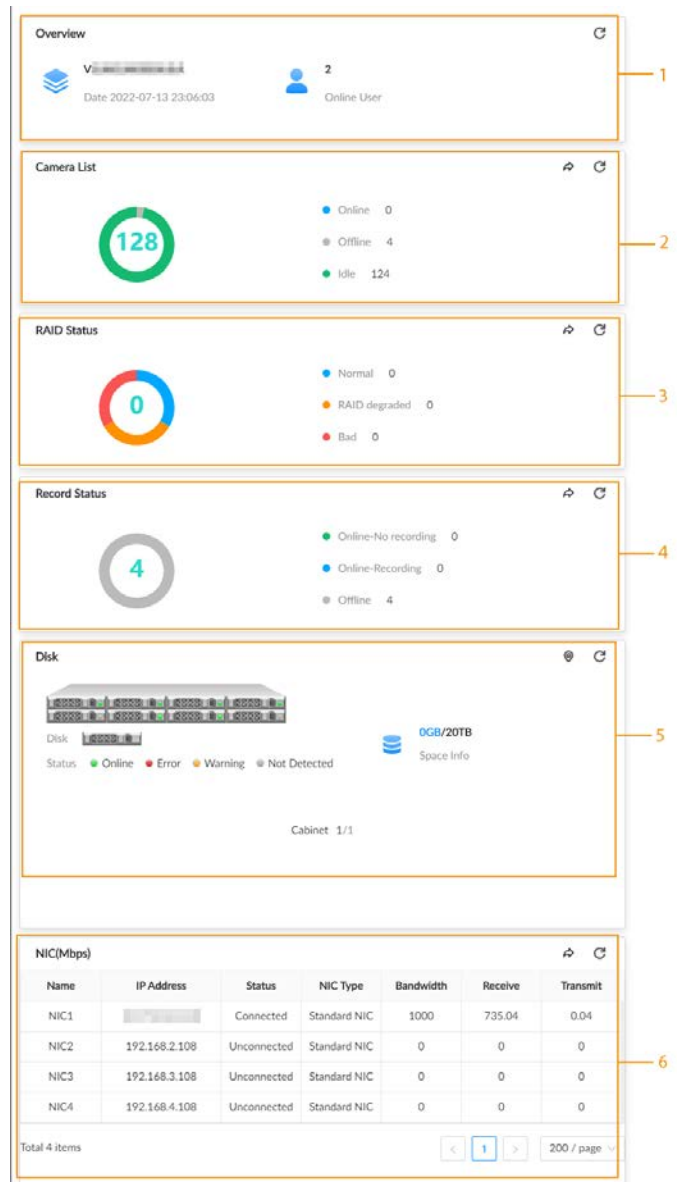 Overview
V
2
Date 2022-07-13 23:06:03
Online User
1
Camera List
128
Online 0
Offline 4
Idle 124
2
RAID Status
0
Normal 0
RAID degraded 0
Bad 0
3
Record Status
4
Online-No recording 0
Online-Recording 0
Offline 4
4
Disk
Disk
0GB/20TB
Space Info
Status Online Error Warning Not Detected
5
Cabinet 1/1
NIC(Mbps)
Name IP Address Status NIC Type Bandwidth Receive Transmit
NIC1 Connected Standard NIC 1000 735.04 0.04
NIC2 192.168.2.108 Unconnected Standard NIC 0 0 0
NIC3 192.168.3.108 Unconnected Standard NIC 0 0 0
NIC4 192.168.4.108 Unconnected Standard NIC 0 0 0
6
Total 4 items < 1 > 200 / page